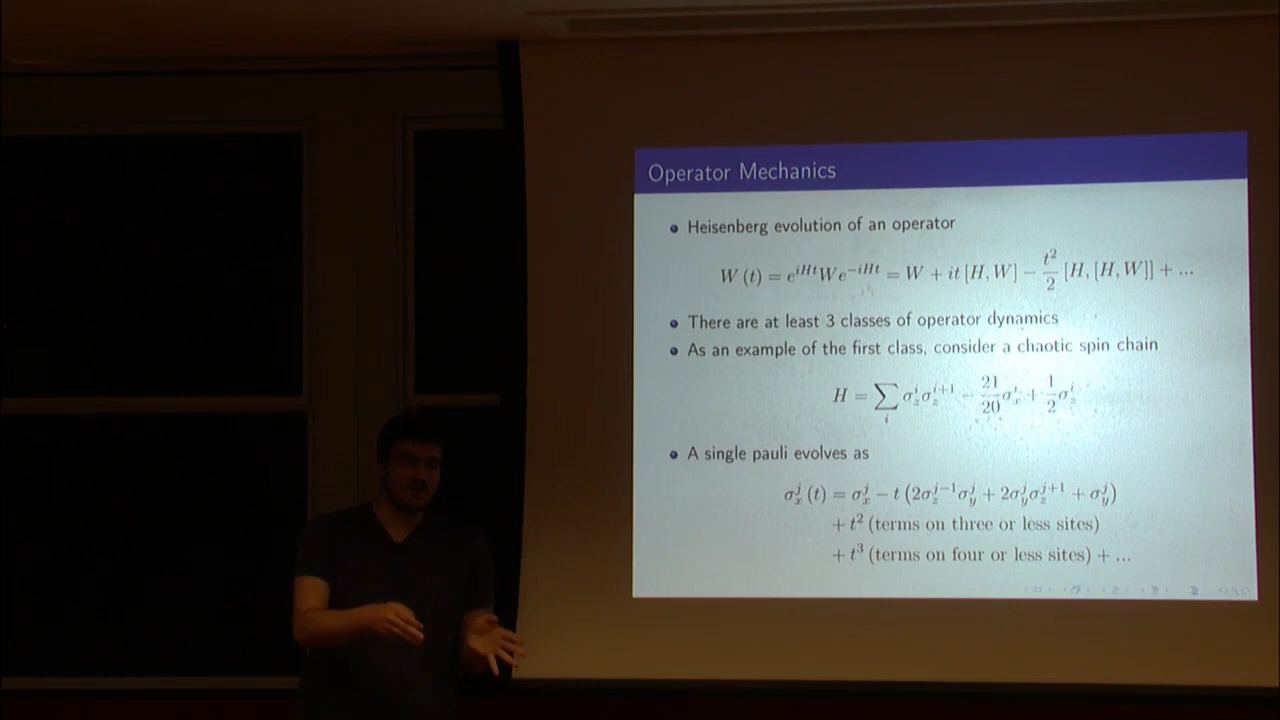 Operator Mechanics
Heisenberg evolution of an operator
W (t) = e^{iHt}We^{-iHt} = W + it [H, W] − \frac{t^2}{2} [H, [H, W]] + ...
There are at least 3 classes of operator dynamics
As an example of the first class, consider a chaotic spin chain
H = \sum_i σ_z^i σ_z^{i+1} − \frac{21}{20} σ_x^i + \frac{1}{2} σ_z^i
A single pauli evolves as
σ_x^j (t) = σ_x^j − t (2σ_z^{j−1}σ_y^j + 2σ_y^jσ_z^{j+1} + σ_y^j)
+ t^2 (terms on three or less sites)
+ t^3 (terms on four or less sites) + ...